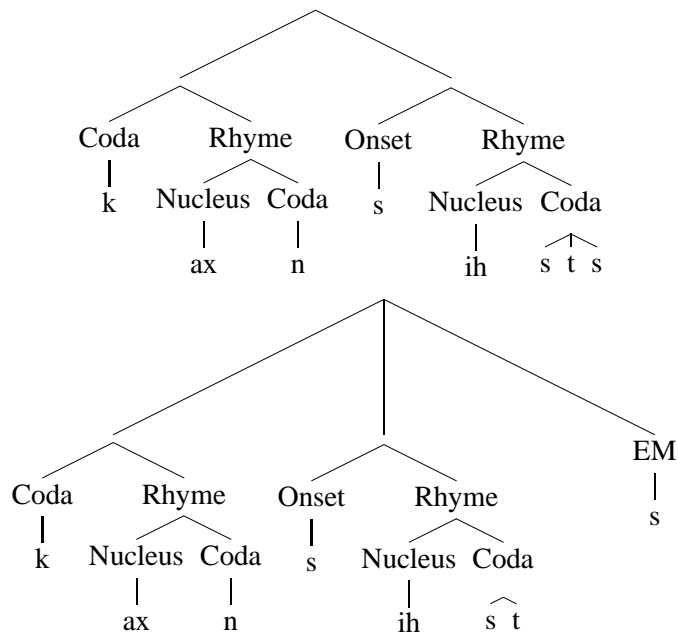 Coda Rhyme Onset Rhyme
k Nucleus Coda s Nucleus Coda
ax n ih s t s
EM
Coda Rhyme Onset Rhyme s
k Nucleus Coda s Nucleus Coda
ax n ih s t